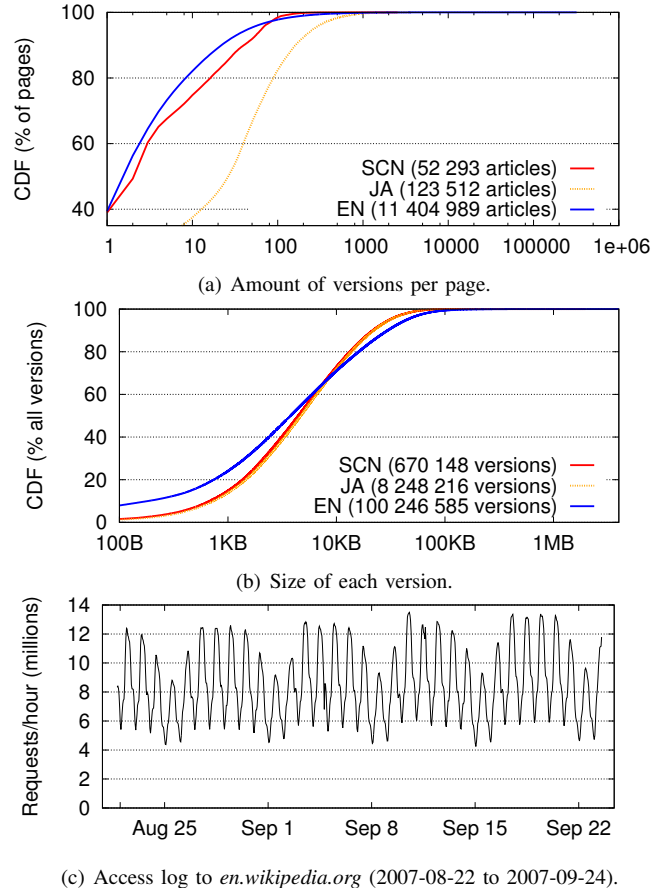 100
80
60
40
CDF (% of pages)
SCN (52 293 articles)
JA (123 512 articles)
EN (11 404 989 articles)
1 10 100 1000 10000 100000 1e+06
(a) Amount of versions per page.
100
80
60
40
20
0
CDF (% all versions)
SCN (670 148 versions)
JA (8 248 216 versions)
EN (100 246 585 versions)
100B 1KB 10KB 100KB 1MB
(b) Size of each version.
14
12
10
8
6
4
2
0
Requests/hour (millions)
Aug 25 Sep 1 Sep 8 Sep 15 Sep 22
(c) Access log to en.wikipedia.org (2007-08-22 to 2007-09-24).